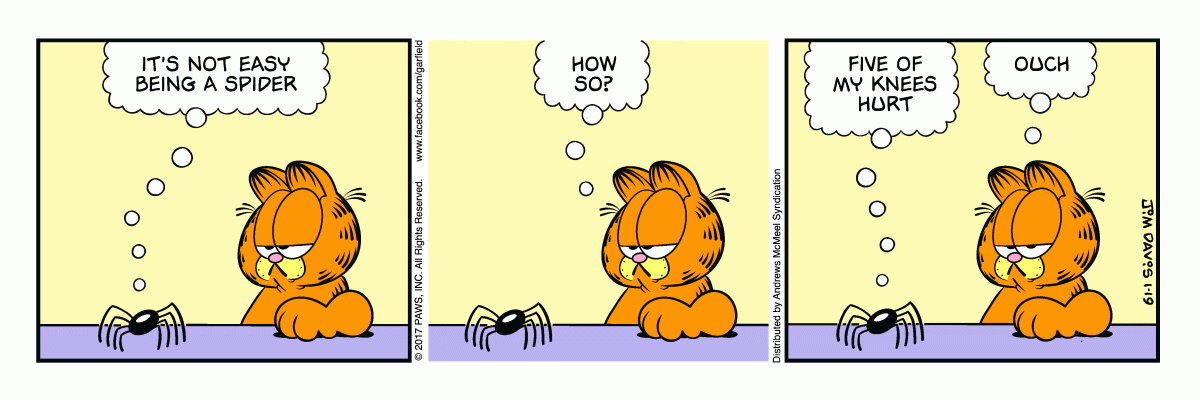 IT'S NOT EASY
BEING A SPIDER
© 2017 PAWS, INC. All Rights Reserved. www.facebook.com/garfield
HOW
SO?
Distributed by Andrews McMeel Syndication
FIVE OF
MY KNEES
HURT
OUCH
JIM DAVIS 1-19